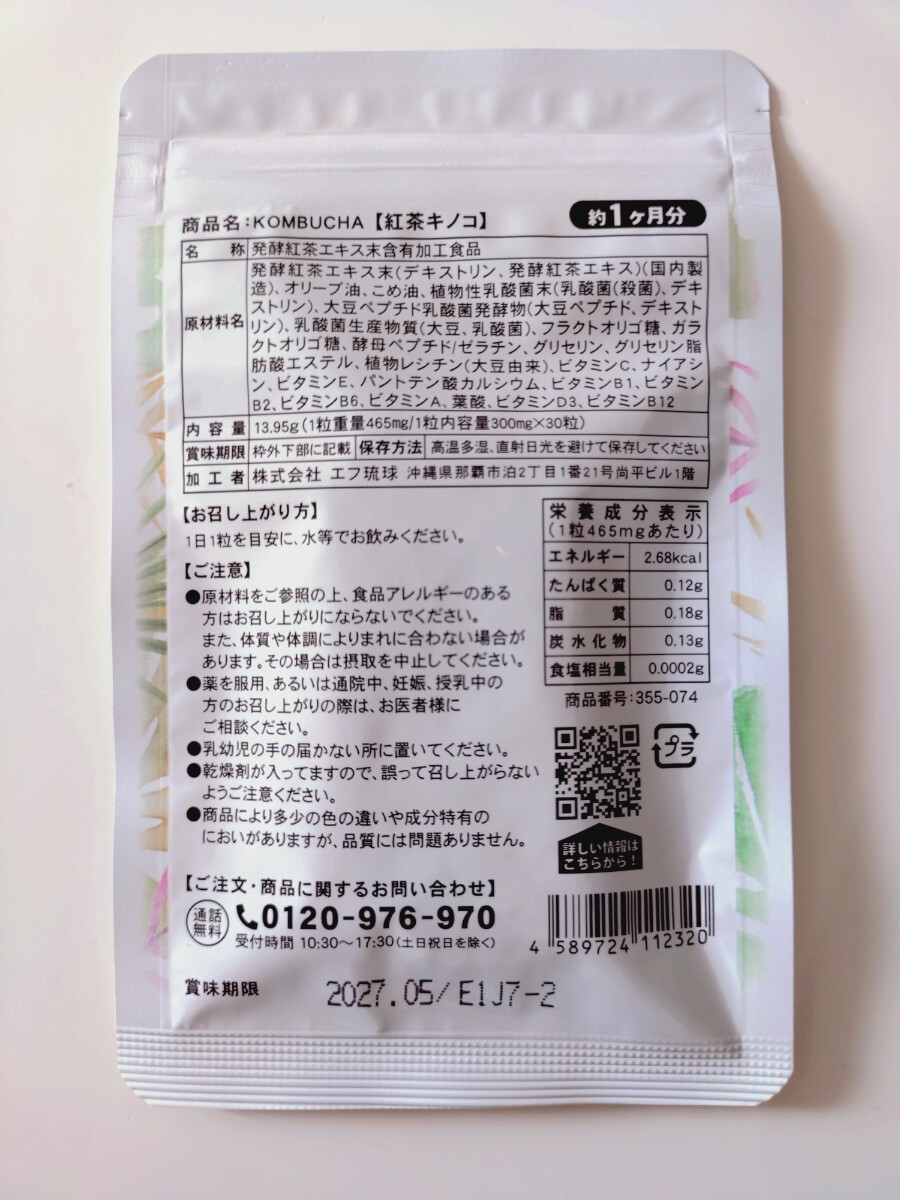 商品名:KOMBUCHA【紅茶キノコ】
約1ヶ月分
名称 発酵紅茶エキス末含有加工食品
原材料名
発酵紅茶エキス末(デキストリン、発酵紅茶エキス)(国内製
造)、オリーブ油、こめ油、植物性乳酸菌末(乳酸菌(殺菌)、デキ
ストリン)、大豆ペプチド乳酸菌発酵物(大豆ペプチド、デキスト
リン)、乳酸菌生産物質(大豆、乳酸菌)、フラクトオリゴ糖、ガラ
クトオリゴ糖、酵母ペプチド/ゼラチン、グリセリン、グリセリン脂
肪酸エステル、植物レシチン(大豆由来)、ビタミンC、ナイアシ
ン、ビタミンE、パントテン酸カルシウム、ビタミンB1、ビタミン
B2、ビタミンB6、ビタミンA、葉酸、ビタミンD3、ビタミンB12
内容量 13.95g(1粒重量465mg/1粒内容量300mg×30粒)
賞味期限 枠外下部に記載 保存方法 高温多湿、直射日光を避けて保存してください
加工者 株式会社 エフ琉球 沖縄県那覇市泊2丁目1番21号尚平ビル1階
【お召し上がり方】
1日1粒を目安に、水等でお飲みください。
【ご注意】
●原材料をご参照の上、食品アレルギーのある
方はお召し上がりにならないでください。
また、体質や体調によりまれに合わない場合が
あります。その場合は摂取を中止してください。
●薬を服用、あるいは通院中、妊娠、授乳中の
方のお召し上がりの際は、お医者様に
ご相談ください。
●乳幼児の手の届かない所に置いてください。
●乾燥剤が入ってますので、誤って召し上がらない
ようご注意ください。
●商品により多少の色の違いや成分特有の
においがありますが、品質には問題ありません。
栄養成分表示
(1粒465mgあたり)
エネルギー 2.68kcal
たんぱく質 0.12g
脂質 0.18g
炭水化物 0.13g
食塩相当量 0.0002g
商品番号:355-074
プラ
詳しい情報は
こちらから!
【ご注文・商品に関するお問い合わせ】
通話
無料
0120-976-970
受付時間 10:30～17:30(土日祝日を除く)
4 589724 112320
賞味期限 2027.05/E1J7-2